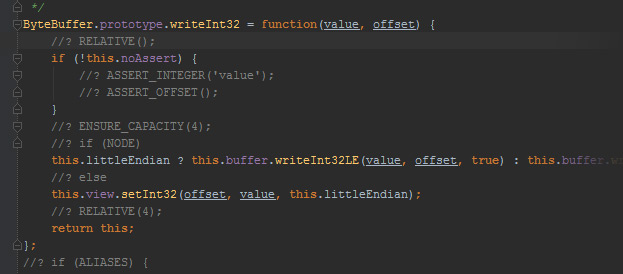 */
ByteBuffer.prototype.writeInt32 = function(value, offset) {
//? RELATIVE();
if (!this.noAssert) {
//? ASSERT_INTEGER('value');
//? ASSERT_OFFSET();
}
//? ENSURE_CAPACITY(4);
//? if (NODE)
this.littleEndian ? this.buffer.writeInt32LE(value, offset, true) : this.buffer.w
//? else
this.view.setInt32(offset, value, this.littleEndian);
//? RELATIVE(4);
return this;
};
//? if (ALIASES) {